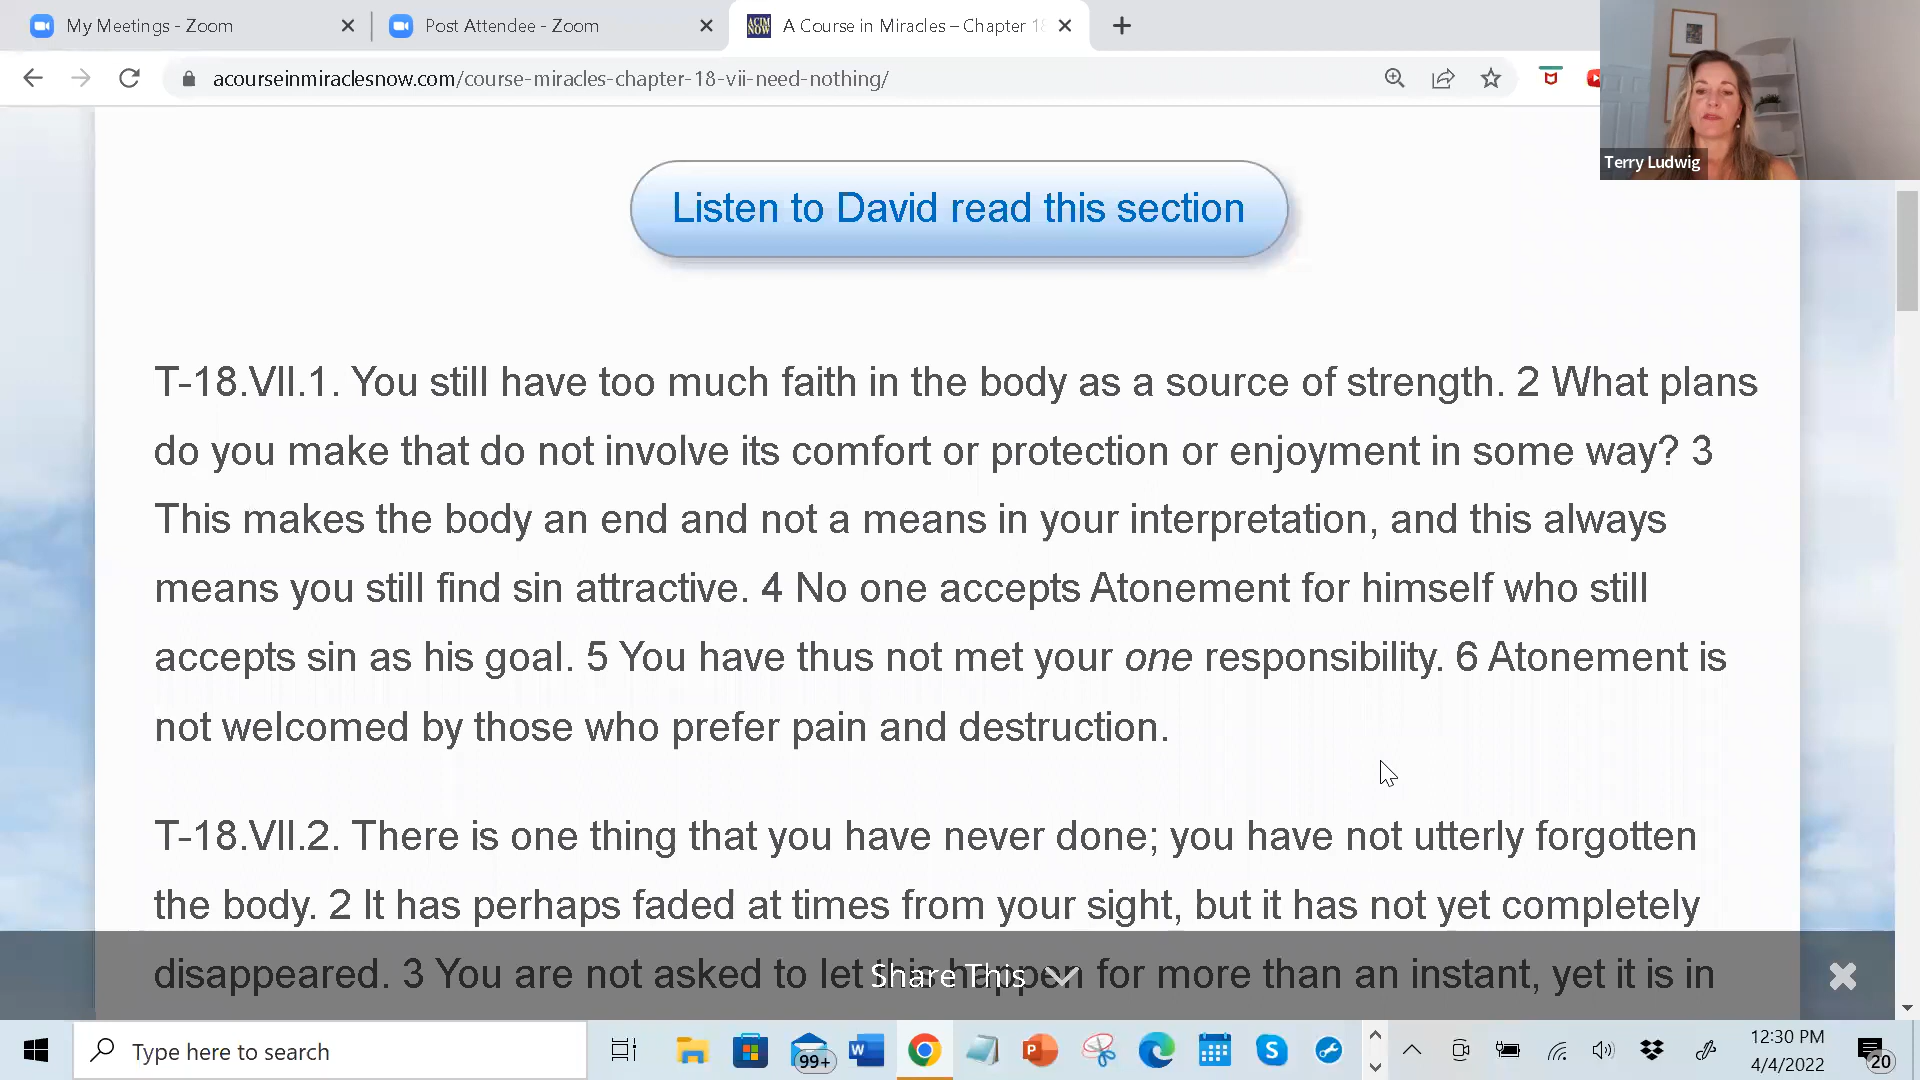 My Meetings - Zoom
Post Attendee - Zoom
ACIM NOW
A Course in Miracles – Chapter 18
acourseinmiraclesnow.com/course-miracles-chapter-18-vii-need-nothing/
Terry Ludwig
Listen to David read this section
T-18.VII.1. You still have too much faith in the body as a source of strength. 2 What plans
do you make that do not involve its comfort or protection or enjoyment in some way? 3
This makes the body an end and not a means in your interpretation, and this always
means you still find sin attractive. 4 No one accepts Atonement for himself who still
accepts sin as his goal. 5 You have thus not met your one responsibility. 6 Atonement is
not welcomed by those who prefer pain and destruction.
T-18.VII.2. There is one thing that you have never done; you have not utterly forgotten
the body. 2 It has perhaps faded at times from your sight, but it has not yet completely
disappeared. 3 You are not asked to let this happen for more than an instant, yet it is in
Share This
Type here to search
99+
12:30 PM
4/4/2022
20